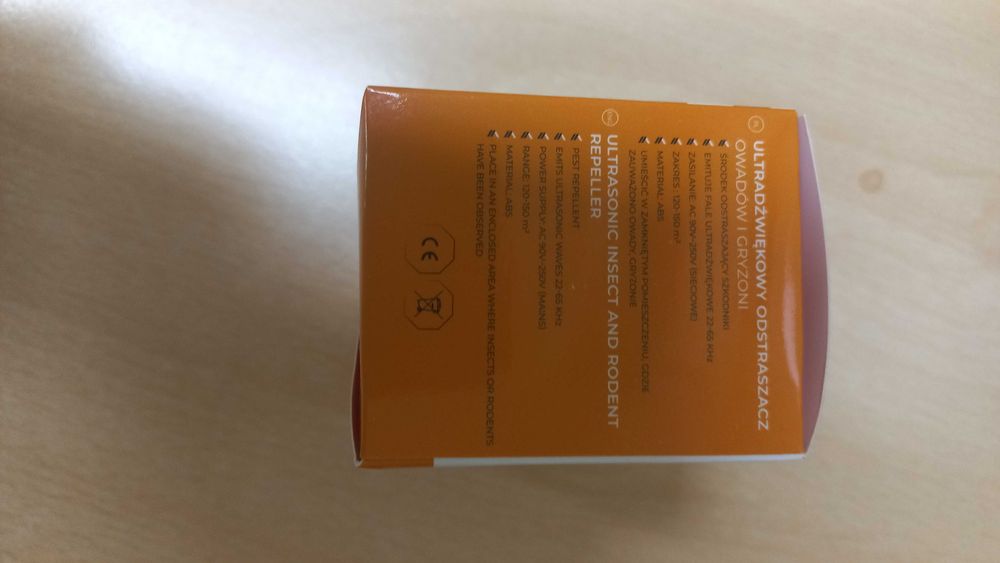 PL
ULTRADŹWIĘKOWY ODSTRASZACZ
OWADÓW I GRYZONI
ŚRODEK ODSTRASZAJĄCY SZKODNIKI
EMITUJE FALE ULTRADŹWIĘKOWE 22-65 KHz
ZASILANIE: AC 90V~250V (SIECIOWE)
ZAKRES : 120-150 m²
MATERIAŁ: ABS
UMIEŚCIĆ W ZAMKNIĘTYM POMIESZCZENIU, GDZIE
ZAUWAŻONO OWADY, GRYZONIE
ENG
ULTRASONIC INSECT AND RODENT
REPELLER
PEST REPELLENT
EMITS ULTRASONIC WAVES 22-65 KHz
POWER SUPPLY: AC 90V~250V (MAINS)
RANGE: 120-150 m²
MATERIAL: ABS
PLACE IN AN ENCLOSED AREA WHERE INSECTS OR RODENTS
HAVE BEEN OBSERVED
CE